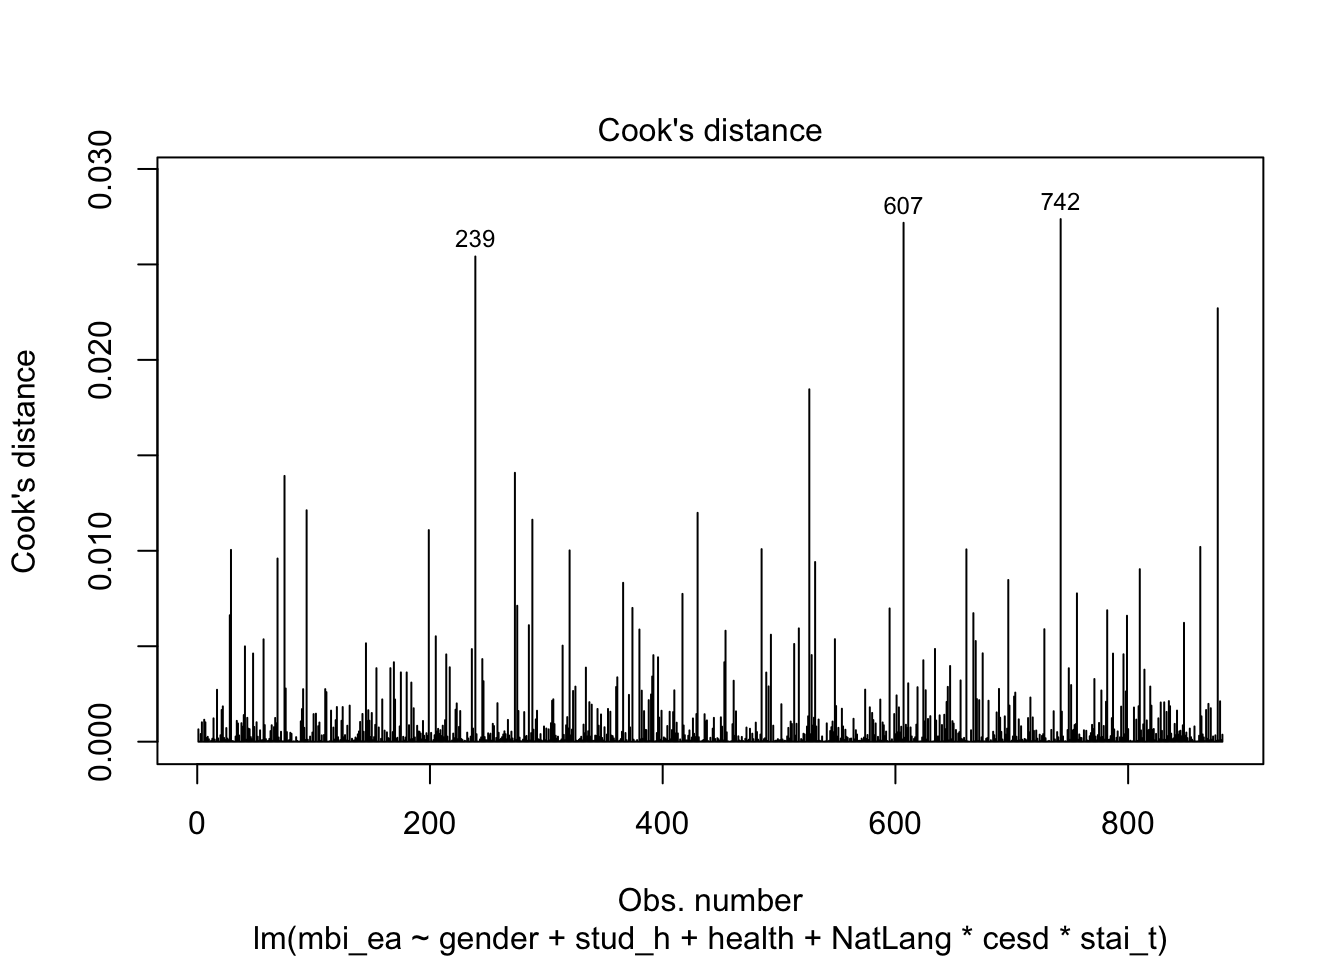 Cook's distance
0.030
0.020
0.010
0.000
Cook's distance
239
607
742
0 200 400 600 800
Obs. number
lm(mbi_ea ~ gender + stud_h + health + NatLang * cesd * stai_t)